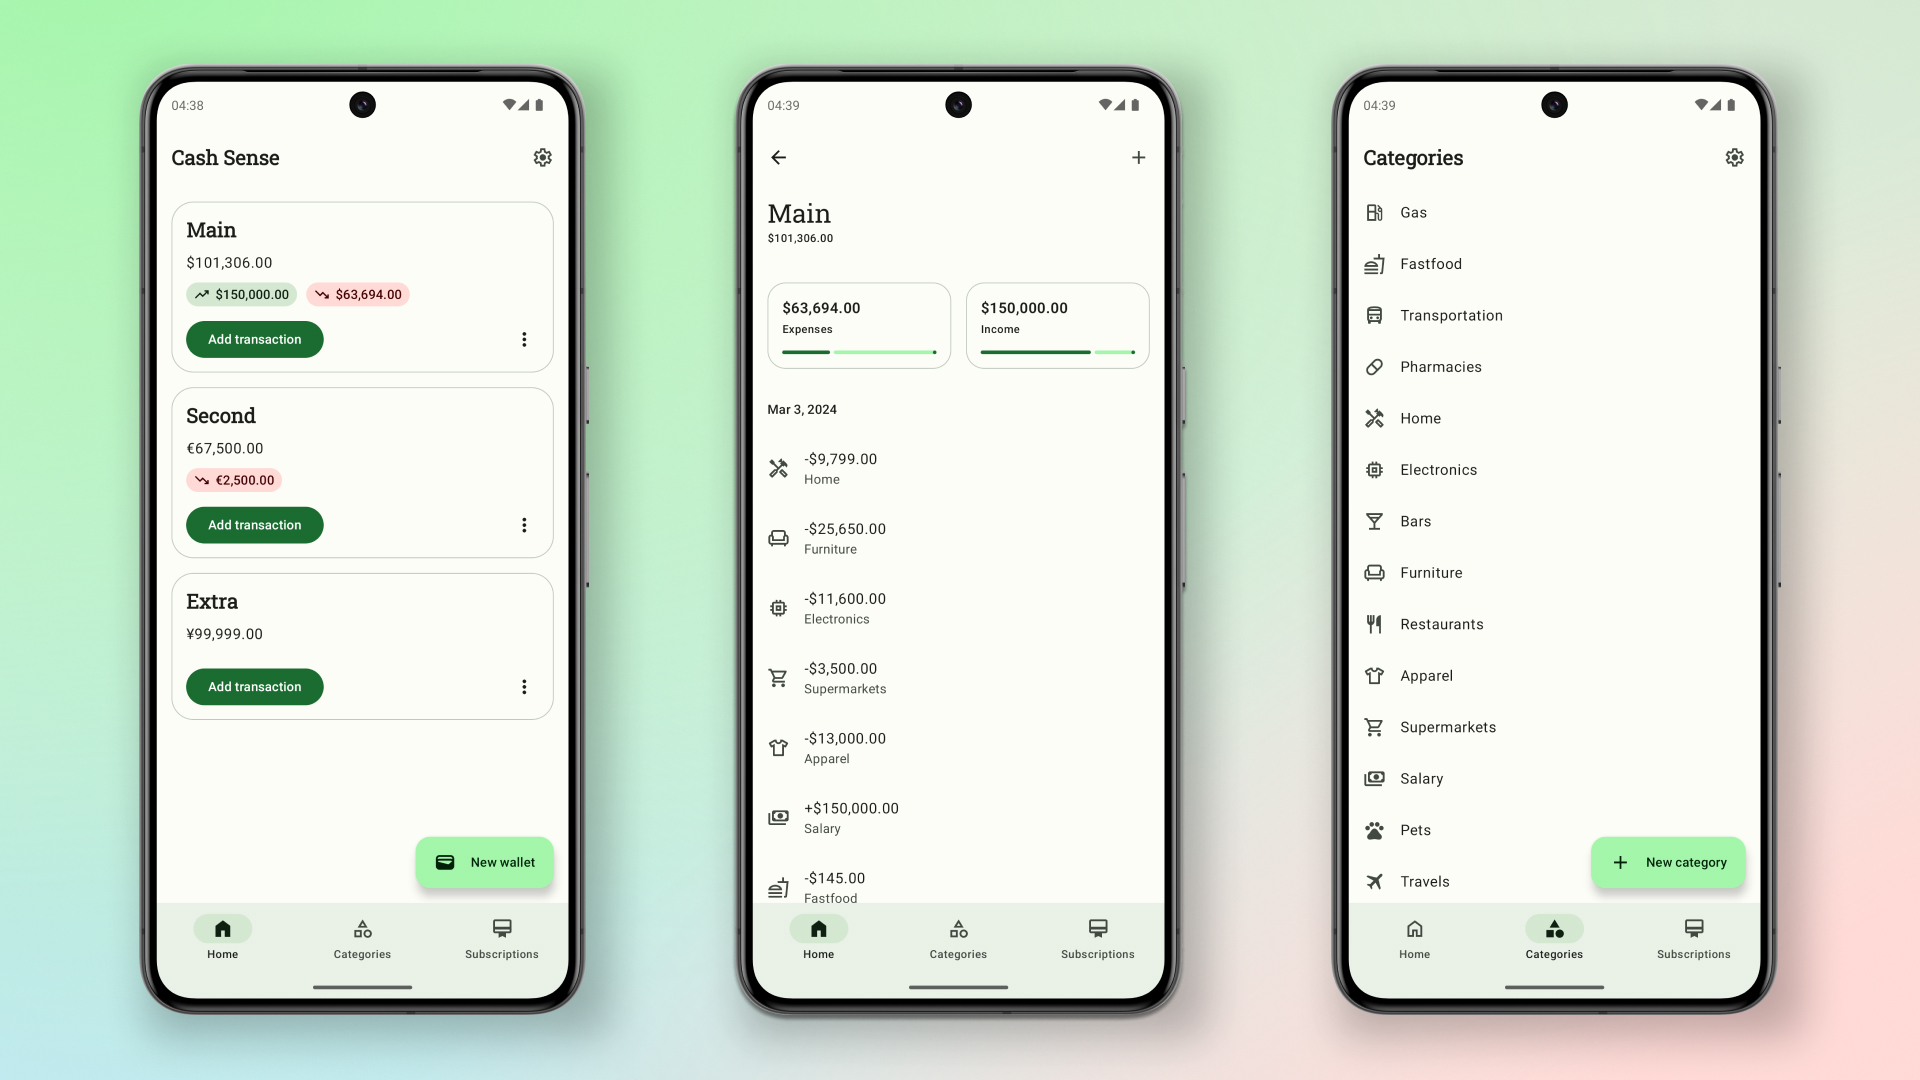 04:38
Cash Sense
Main
$101,306.00
$150,000.00 $63,694.00
Add transaction
Second
€67,500.00
€2,500.00
Add transaction
Extra
¥99,999.00
Add transaction
New wallet
Home Categories Subscriptions
04:39
Main
$101,306.00
$63,694.00
Expenses
$150,000.00
Income
Mar 3, 2024
-$9,799.00
Home
-$25,650.00
Furniture
-$11,600.00
Electronics
-$3,500.00
Supermarkets
-$13,000.00
Apparel
+$150,000.00
Salary
-$145.00
Fastfood
Home Categories Subscriptions
04:39
Categories
Gas
Fastfood
Transportation
Pharmacies
Home
Electronics
Bars
Furniture
Restaurants
Apparel
Supermarkets
Salary
Pets
Travels
New category
Home Categories Subscriptions